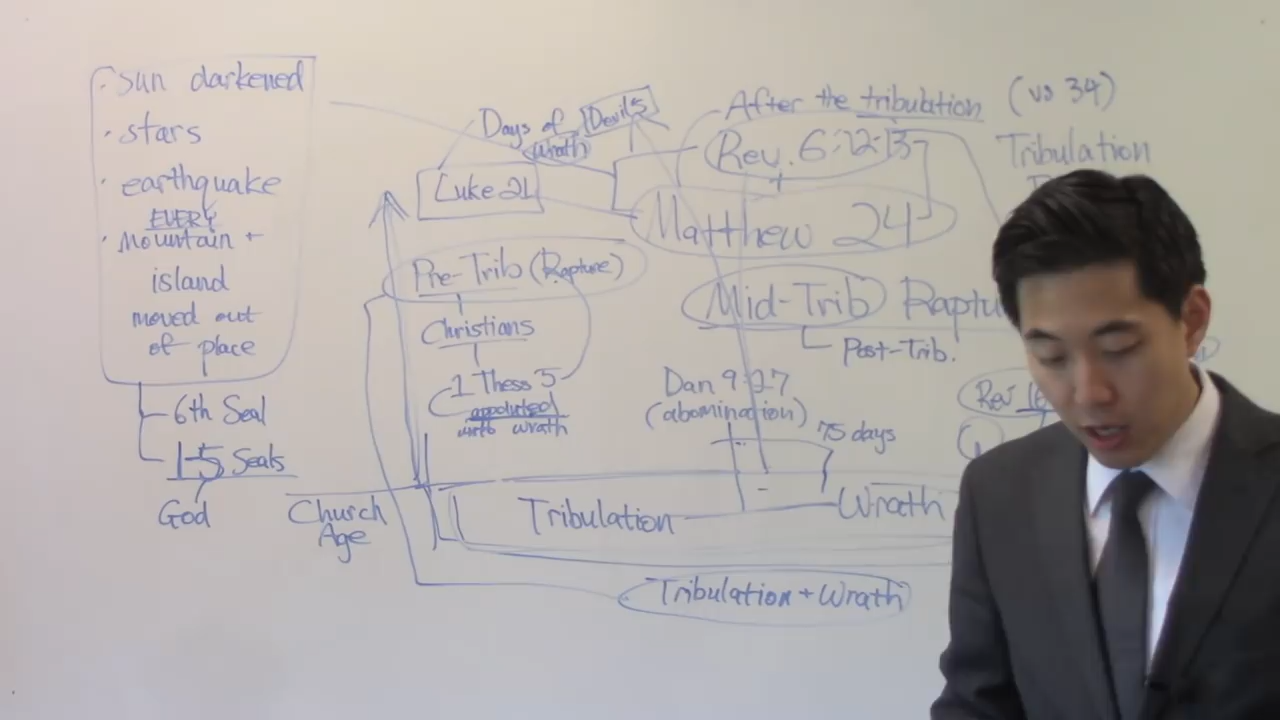 • sun darkened
• stars
• earthquake
EVERY
• Mountain +
island
moved out
of place
6th Seal
1-5 Seals
God
Church
Age
Days of Devil's
Wrath
Luke 21
Pre-Trib (Rapture)
Christians
1 Thess 5
appointed
wrath
After the tribulation (vs 34)
Rev. 6:12-13
+
Matthew 24
Tribulation
Mid-Trib
Post-Trib.
Dan 9:27
(abomination)
75 days
Rev 16
Tribulation
Wrath
Tribulation + Wrath